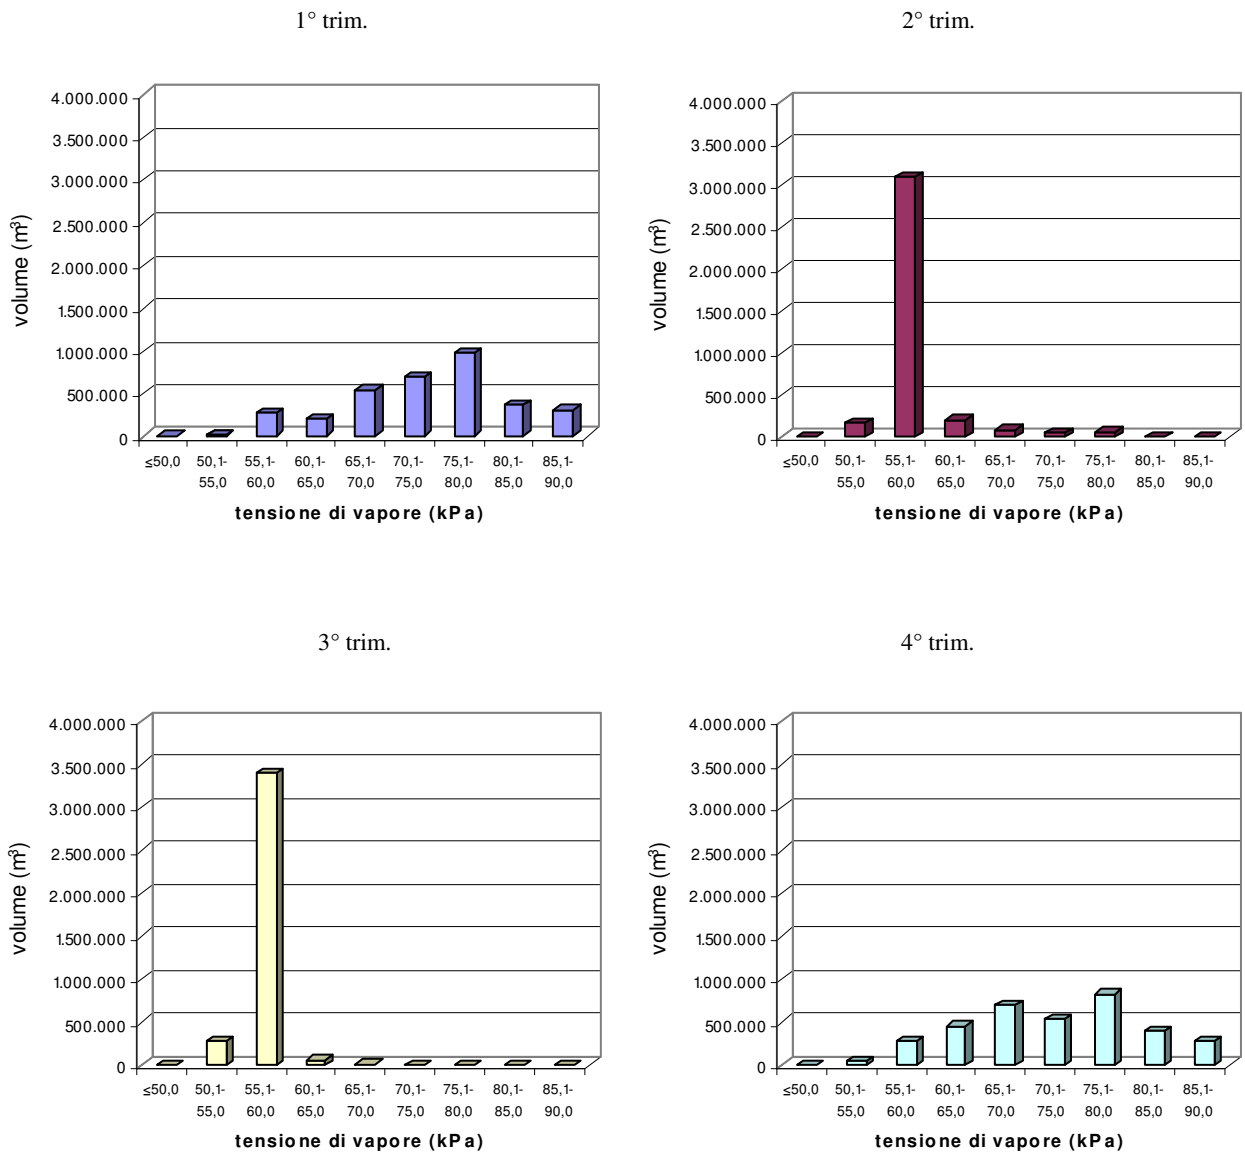 1° trim.
4.000.000
3.500.000
3.000.000
2.500.000
2.000.000
1.500.000
1.000.000
500.000
0
volume (m³)
≤50,0 50,1- 55,1- 60,1- 65,1- 70,1- 75,1- 80,1- 85,1-
55,0 60,0 65,0 70,0 75,0 80,0 85,0 90,0
tensione di vapore (kPa)
2° trim.
4.000.000
3.500.000
3.000.000
2.500.000
2.000.000
1.500.000
1.000.000
500.000
0
volume (m³)
≤50,0 50,1- 55,1- 60,1- 65,1- 70,1- 75,1- 80,1- 85,1-
55,0 60,0 65,0 70,0 75,0 80,0 85,0 90,0
tensione di vapore (kPa)
3° trim.
4.000.000
3.500.000
3.000.000
2.500.000
2.000.000
1.500.000
1.000.000
500.000
0
volume (m³)
≤50,0 50,1- 55,1- 60,1- 65,1- 70,1- 75,1- 80,1- 85,1-
55,0 60,0 65,0 70,0 75,0 80,0 85,0 90,0
tensione di vapore (kPa)
4° trim.
4.000.000
3.500.000
3.000.000
2.500.000
2.000.000
1.500.000
1.000.000
500.000
0
volume (m³)
≤50,0 50,1- 55,1- 60,1- 65,1- 70,1- 75,1- 80,1- 85,1-
55,0 60,0 65,0 70,0 75,0 80,0 85,0 90,0
tensione di vapore (kPa)